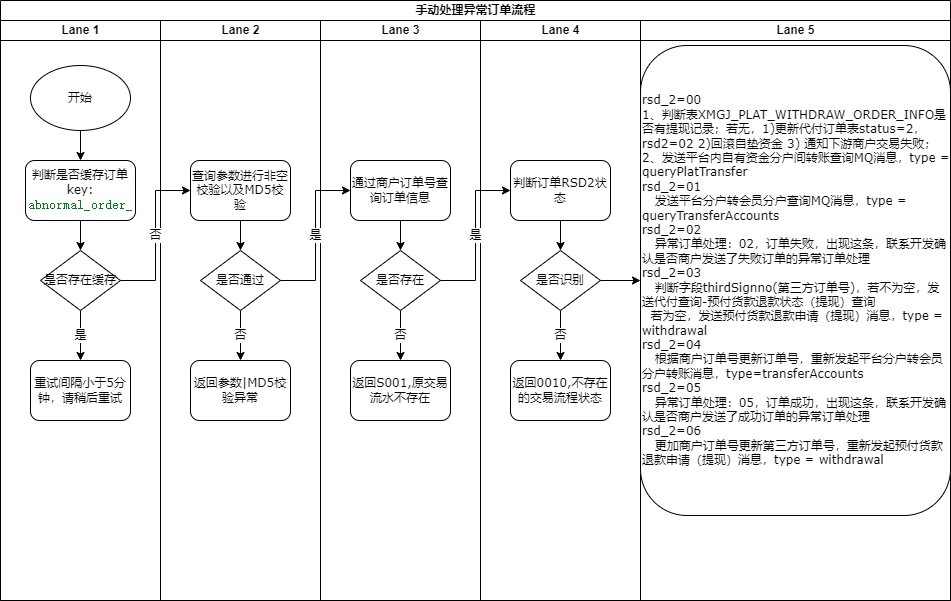 手动处理异常订单流程
Lane 1
Lane 2
Lane 3
Lane 4
Lane 5
开始
判断是否缓存订单
key:
abnormal_order_
是否存在缓存
否
是
重试间隔小于5分
钟，请稍后重试
查询参数进行非空
校验以及MD5校
验
是否通过
是
否
返回参数|MD5校
验异常
通过商户订单号查
询订单信息
是否存在
是
否
返回S001,原交易
流水不存在
判断订单RSD2状
态
是否识别
否
返回0010,不存在
的交易流程状态
rsd_2=00
1、判断表XMGJ_PLAT_WITHDRAW_ORDER_INFO是
否有提现记录；若无，1)更新代付订单表status=2，
rsd2=02 2)回滚自垫资金 3) 通知下游商户交易失败；
2、发送平台内自有资金分户间转账查询MQ消息，type =
queryPlatTransfer
rsd_2=01
发送平台分户转会员分户查询MQ消息，type =
queryTransferAccounts
rsd_2=02
异常订单处理：02，订单失败，出现这条，联系开发确
认是否商户发送了失败订单的异常订单处理
rsd_2=03
判断字段thirdSignno(第三方订单号)，若不为空，发
送代付查询-预付货款退款状态（提现）查询
若为空，发送预付货款退款申请（提现）消息，type =
withdrawal
rsd_2=04
根据商户订单号更新订单号，重新发起平台分户转会员
分户转账消息，type=transferAccounts
rsd_2=05
异常订单处理：05，订单成功，出现这条，联系开发确
认是否商户发送了成功订单的异常订单处理
rsd_2=06
更加商户订单号更新第三方订单号，重新发起预付货款
退款申请（提现）消息，type = withdrawal